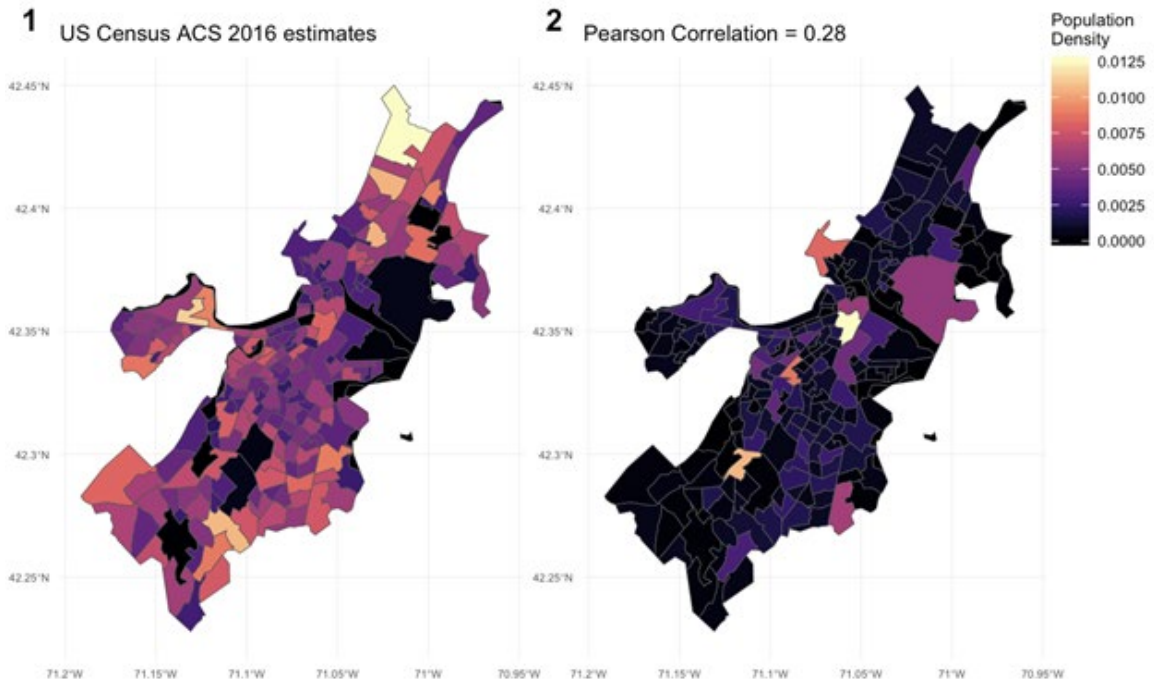 1 US Census ACS 2016 estimates
2 Pearson Correlation = 0.28
Population
Density
0.0125
0.0100
0.0075
0.0050
0.0025
0.0000
42.45°N
42.4°N
42.35°N
42.3°N
42.25°N
71.2°W 71.15°W 71.1°W 71.05°W 71°W 70.95°W
42.45°N
42.4°N
42.35°N
42.3°N
42.25°N
71.2°W 71.15°W 71.1°W 71.05°W 71°W 70.95°W